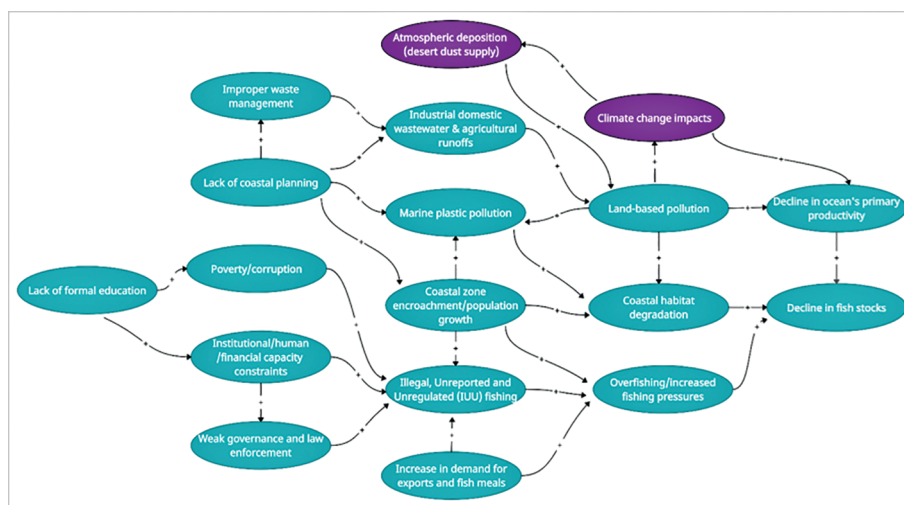 Atmospheric deposition
(desert dust supply)
Improper waste
management
Industrial domestic
wastewater & agricultural
runoffs
Climate change impacts
Lack of coastal planning
Marine plastic pollution
Land-based pollution
Decline in ocean's primary
productivity
Poverty/corruption
Lack of formal education
Coastal zone
encroachment/population
growth
Coastal habitat
degradation
Decline in fish stocks
Institutional/human
/financial capacity
constraints
Illegal, Unreported and
Unregulated (IUU) fishing
Overfishing/increased
fishing pressures
Weak governance and law
enforcement
Increase in demand for
exports and fish meals